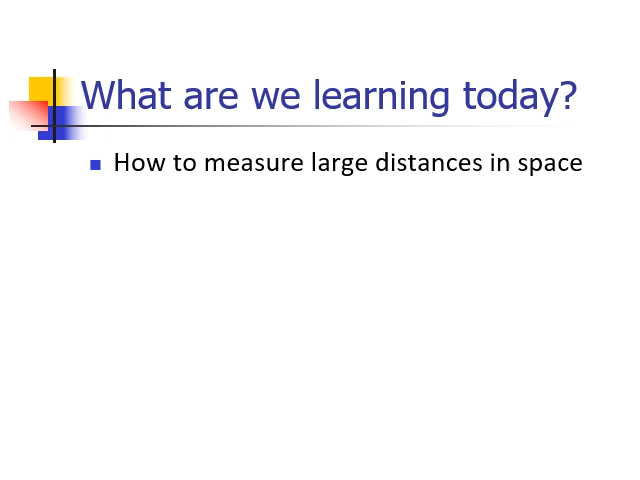 What are we learning today?
How to measure large distances in space